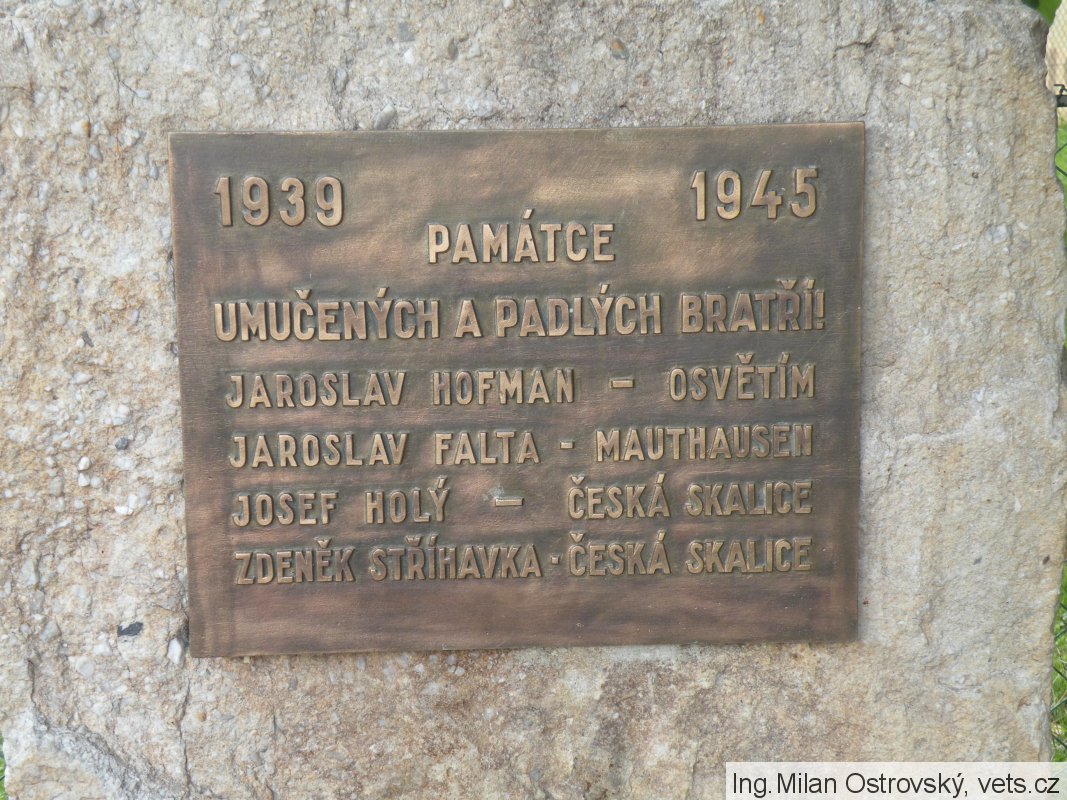 1939 1945
PAMÁTCE
UMUČENÝCH A PADLÝCH BRATŘÍ!
JAROSLAV HOFMAN – OSVĚTÍM
JAROSLAV FALTA - MAUTHAUSEN
JOSEF HOLÝ – ČESKÁ SKALICE
ZDENĚK STŘÍHAVKA · ČESKÁ SKALICE
Ing.Milan Ostrovský, vets.cz